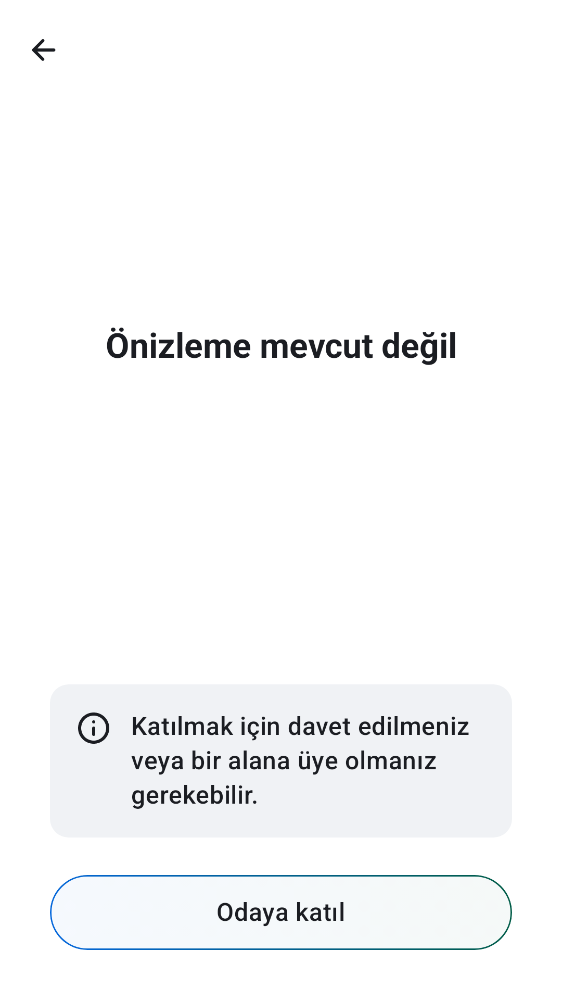 Önizleme mevcut değil
Katılmak için davet edilmeniz
veya bir alana üye olmanız
gerekebilir.
Odaya katıl